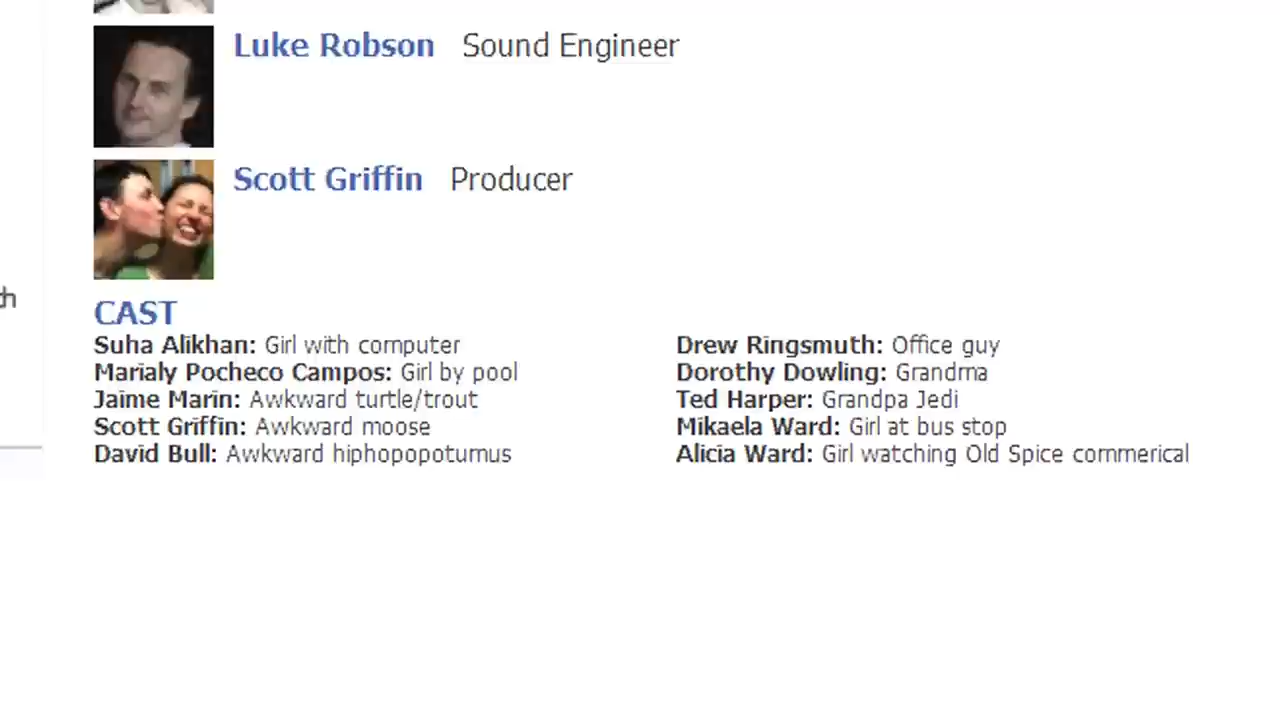 Luke Robson Sound Engineer
Scott Griffin Producer
th
CAST
Suha Alikhan: Girl with computer
Marialy Pocheco Campos: Girl by pool
Jaime Marin: Awkward turtle/trout
Scott Griffin: Awkward moose
David Bull: Awkward hiphopopotumus
Drew Ringsmuth: Office guy
Dorothy Dowling: Grandma
Ted Harper: Grandpa Jedi
Mikaela Ward: Girl at bus stop
Alicia Ward: Girl watching Old Spice commerical